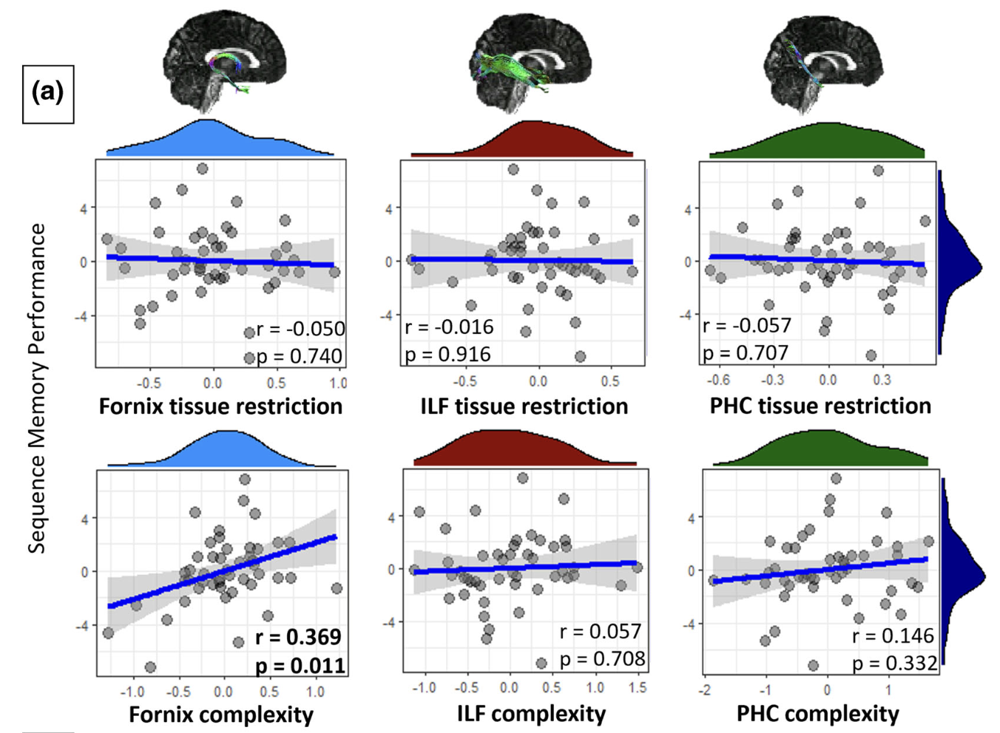 (a)
Sequence Memory Performance
4
0
-4
r = -0.050
p = 0.740
-0.5 0.0 0.5 1.0
Fornix tissue restriction
4
0
-4
r = -0.016
p = 0.916
-0.5 0.0 0.5
ILF tissue restriction
4
0
-4
r = -0.057
p = 0.707
-0.6 -0.3 0.0 0.3
PHC tissue restriction
4
0
-4
r = 0.369
p = 0.011
-1.0 -0.5 0.0 0.5 1.0
Fornix complexity
4
0
-4
r = 0.057
p = 0.708
-1.0 -0.5 0.0 0.5 1.0 1.5
ILF complexity
4
0
-4
r = 0.146
p = 0.332
-2 -1 0 1
PHC complexity